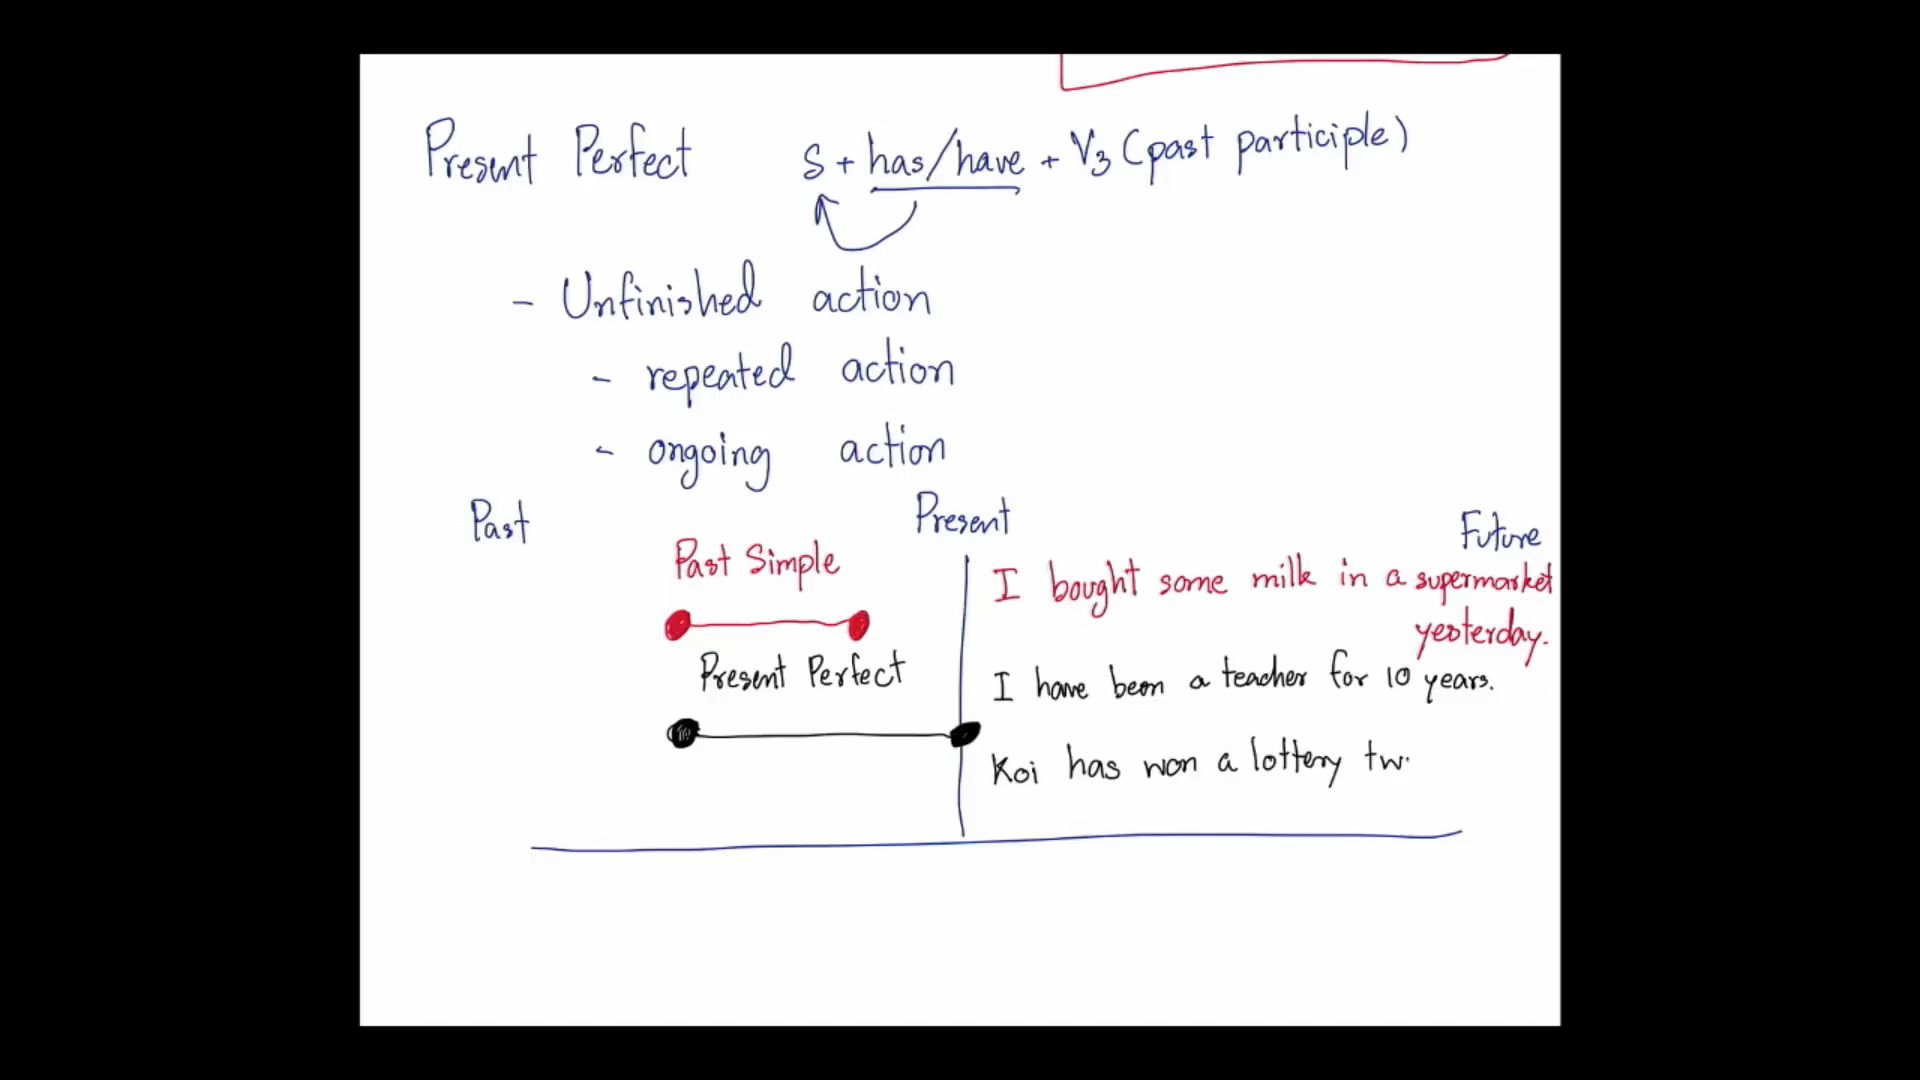 Present Perfect S + has/have + V3 (past participle)
- Unfinished action
- repeated action
- ongoing action
Past Present Future
Past Simple
I bought some milk in a supermarket
yesterday.
Present Perfect
I have been a teacher for 10 years.
Koi has won a lottery tw